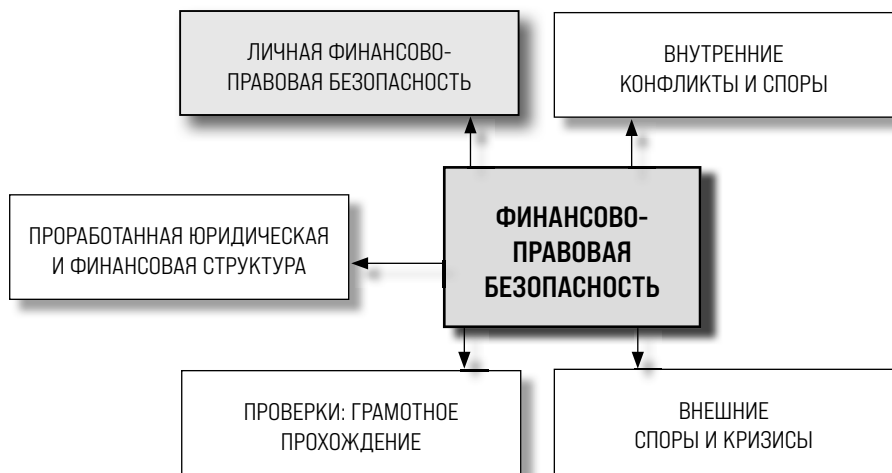 ЛИЧНАЯ ФИНАНСОВО-
ПРАВОВАЯ БЕЗОПАСНОСТЬ
ВНУТРЕННИЕ
КОНФЛИКТЫ И СПОРЫ
ПРОРАБОТАННАЯ ЮРИДИЧЕСКАЯ
И ФИНАНСОВАЯ СТРУКТУРА
ФИНАНСОВО-
ПРАВОВАЯ
БЕЗОПАСНОСТЬ
ПРОВЕРКИ: ГРАМОТНОЕ
ПРОХОЖДЕНИЕ
ВНЕШНИЕ
СПОРЫ И КРИЗИСЫ